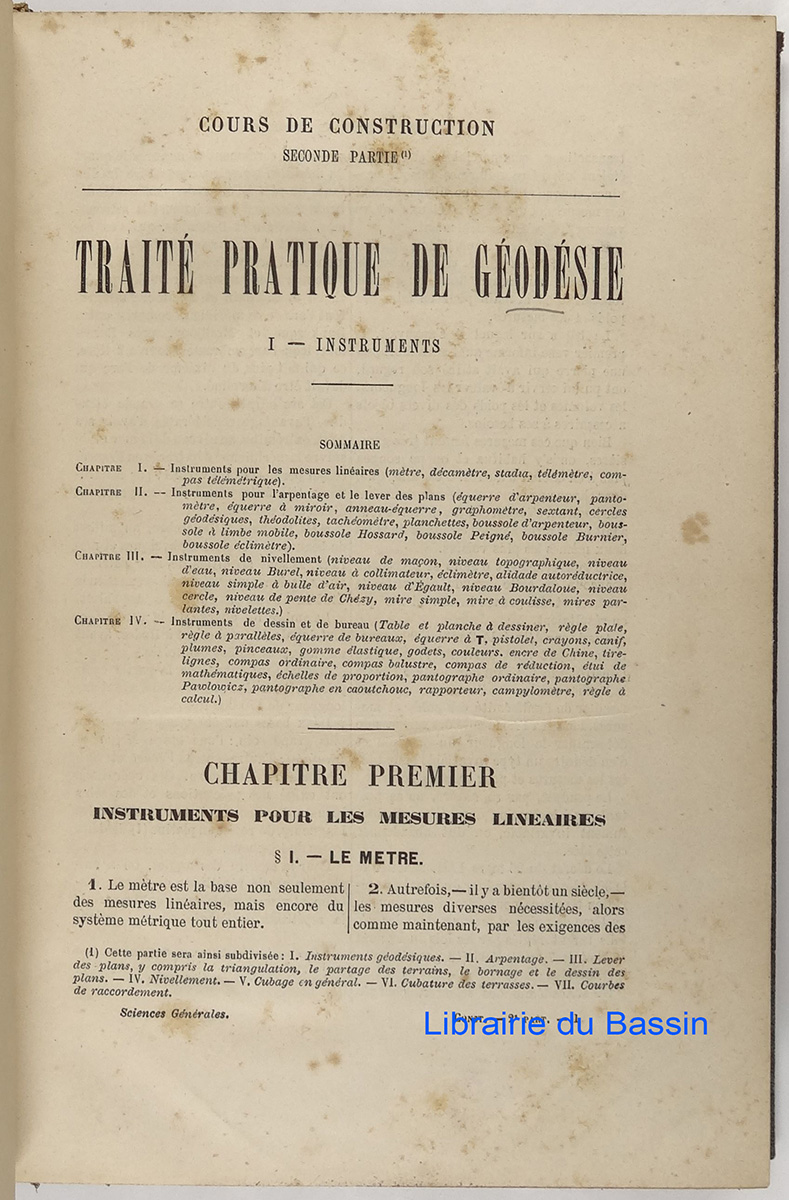 COURS DE CONSTRUCTION
SECONDE PARTIE (1)
TRAITÉ PRATIQUE DE GÉODÉSIE
I — INSTRUMENTS
SOMMAIRE
CHAPITRE I. — Instruments pour les mesures linéaires (mètre, décamètre, stadia, télémètre, com-
pas télémétrique).
CHAPITRE II. -- Instruments pour l'arpentage et le lever des plans (équerre d'arpenteur, panto-
mètre, équerre à miroir, anneau-équerre, graphomètre, sextant, cercles
géodésiques, théodolites, tachéomètre, planchettes, boussole d'arpenteur, bous-
sole à limbe mobile, boussole Hossard, boussole Peigné, boussole Burnier,
boussole éclimètre).
CHAPITRE III. — Instruments de nivellement (niveau de maçon, niveau topographique, niveau
d'eau, niveau Burel, niveau à collimateur, éclimètre, alidade autoréductrice,
niveau simple à bulle d'air, niveau d'Égault, niveau Bourdaloue, niveau
cercle, niveau de pente de Chézy, mire simple, mire à coulisse, mires par-
lantes, nivelettes.)
CHAPITRE IV. — Instruments de dessin et de bureau (Table et planche à dessiner, règle plate,
règle à parallèles, équerre de bureaux, équerre à T, pistolet, crayons, canif,
plumes, pinceaux, gomme élastique, godets, couleurs. encre de Chine, tire-
lignes, compas ordinaire, compas balustre, compas de réduction, étui de
mathématiques, échelles de proportion, pantographe ordinaire, pantographe
Pawlowicz, pantographe en caoutchouc, rapporteur, campylomètre, règle à
calcul.)
CHAPITRE PREMIER
INSTRUMENTS POUR LES MESURES LINEAIRES
§ I. — LE METRE.
1. Le mètre est la base non seulement
des mesures linéaires, mais encore du
système métrique tout entier.
2. Autrefois,— il y a bientôt un siècle,—
les mesures diverses nécessitées, alors
comme maintenant, par les exigences des
(1) Cette partie sera ainsi subdivisée : I. Instruments géodésiques. — II. Arpentage. — III. Lever
des plans, y compris la triangulation, le partage des terrains, le bornage et le dessin des
plans. — IV. Nivellement. — V. Cubage en général. — VI. Cubature des terrasses. — VII. Courbes
de raccordement.
Sciences Générales.
Librairie du Bassin